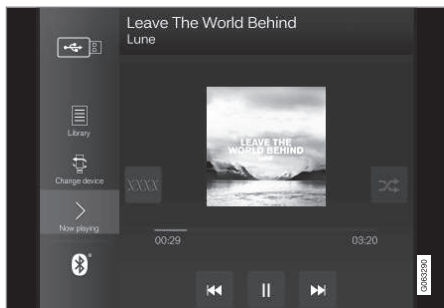 Leave The World Behind
Lune
Library
Change device
Now playing
LEAVE THE
WORLD BEHIND
LUNE
XXXX
00:29
03:20
G063290